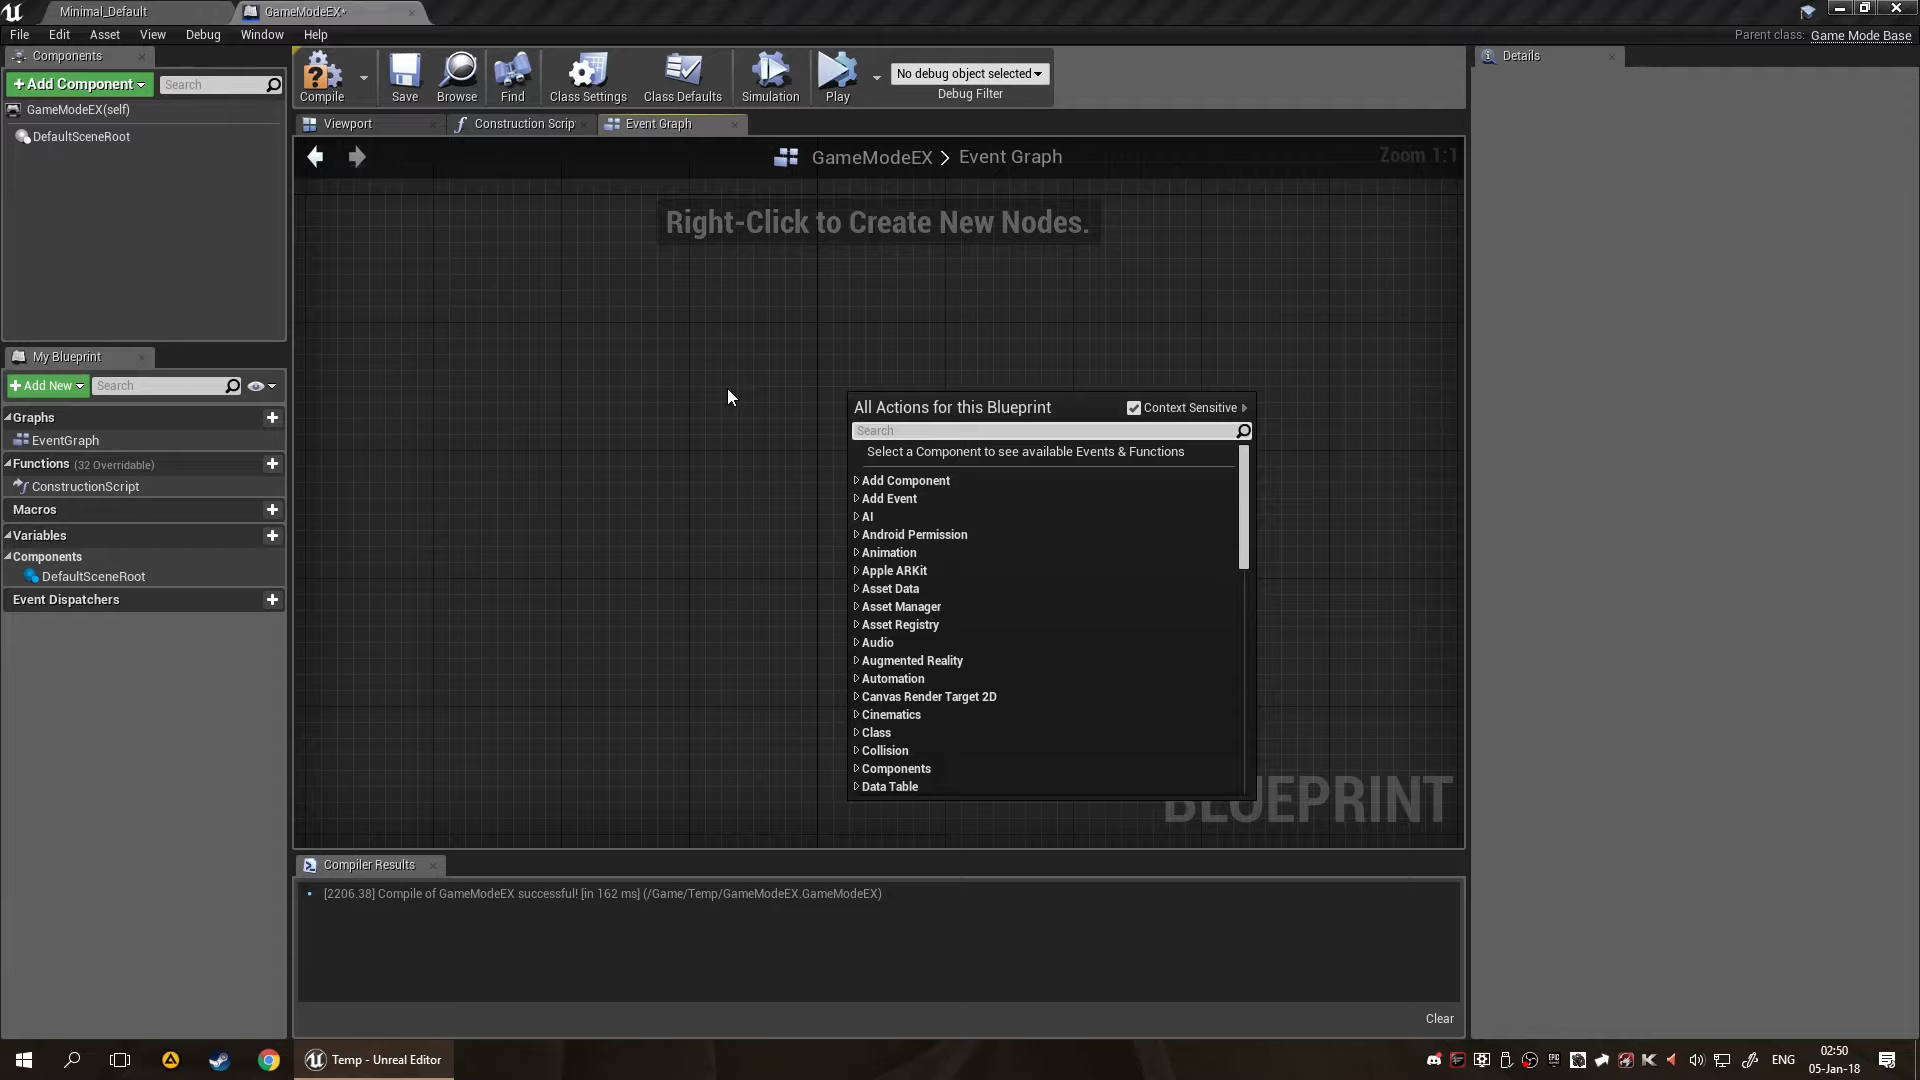 Minimal_Default
GameModeEX*
File Edit Asset View Debug Window Help
Parent class: Game Mode Base
Components
+ Add Component
Search
GameModeEX(self)
DefaultSceneRoot
Compile
Save
Browse
Find
Class Settings
Class Defaults
Simulation
Play
No debug object selected
Debug Filter
Details
Viewport
Construction Scrip
Event Graph
GameModeEX > Event Graph
Zoom 1:1
Right-Click to Create New Nodes.
My Blueprint
+ Add New
Search
Graphs
EventGraph
Functions (32 Overridable)
ConstructionScript
Macros
Variables
Components
DefaultSceneRoot
Event Dispatchers
All Actions for this Blueprint
Context Sensitive
Search
Select a Component to see available Events & Functions
Add Component
Add Event
AI
Android Permission
Animation
Apple ARKit
Asset Data
Asset Manager
Asset Registry
Audio
Augmented Reality
Automation
Canvas Render Target 2D
Cinematics
Class
Collision
Components
Data Table
BLUEPRINT
Compiler Results
[2206.38] Compile of GameModeEX successful! [in 162 ms] (/Game/Temp/GameModeEX.GameModeEX)
Clear
Temp - Unreal Editor
ENG
02:50
05-Jan-18